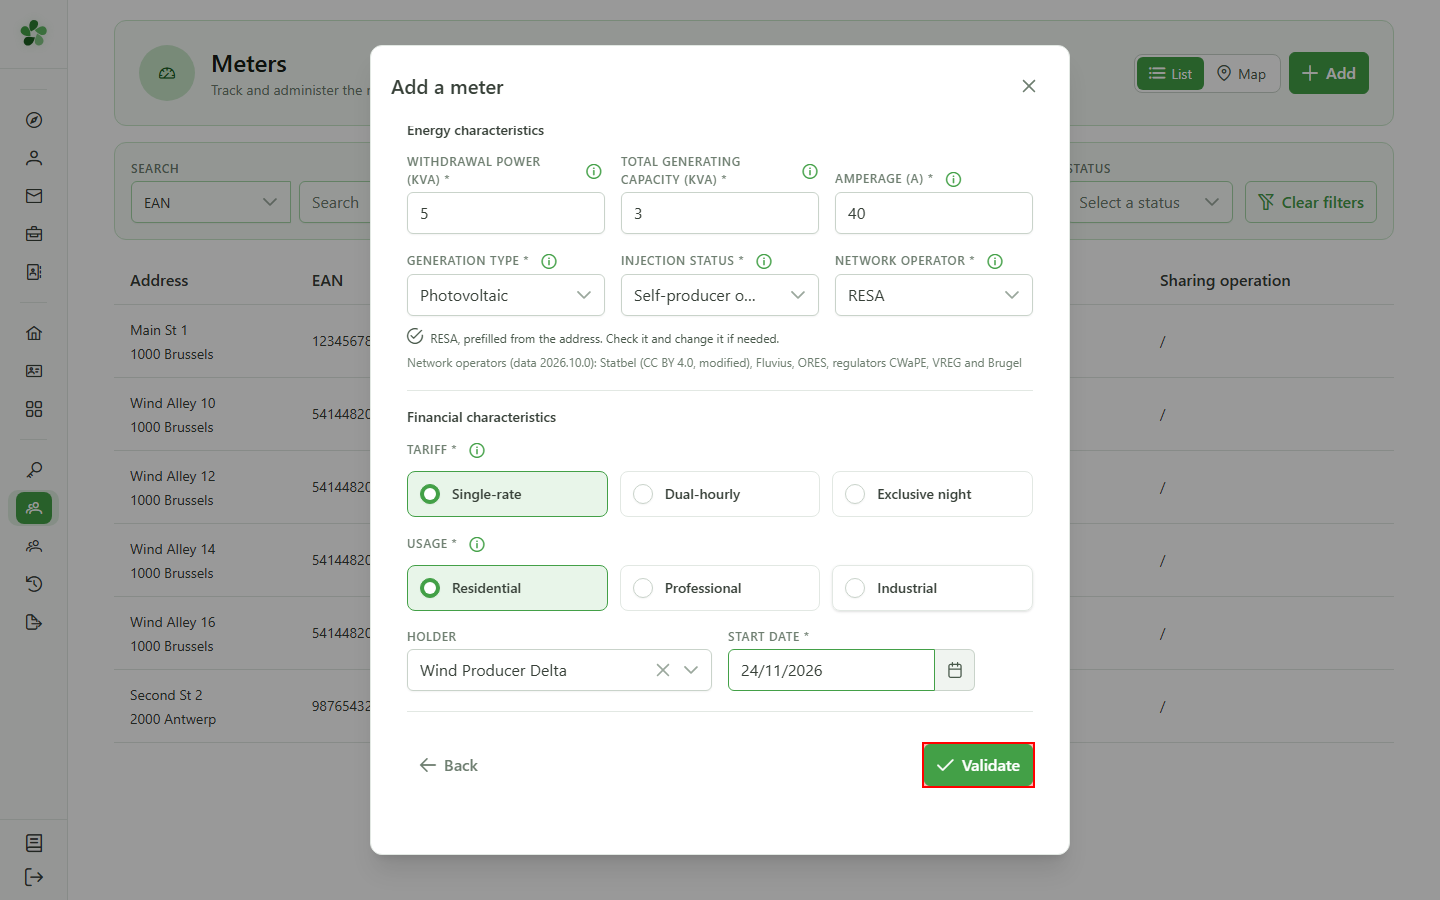 Meters
Track and administer the
List
Map
Add
SEARCH
EAN
Search
STATUS
Select a status
Clear filters
Address
EAN
Sharing operation
Main St 1
1000 Brussels
12345678
/
Wind Alley 10
1000 Brussels
54144820
/
Wind Alley 12
1000 Brussels
54144820
/
Wind Alley 14
1000 Brussels
54144820
/
Wind Alley 16
1000 Brussels
54144820
/
Second St 2
2000 Antwerp
98765432
/
Add a meter
Energy characteristics
WITHDRAWAL POWER
(KVA) *
TOTAL GENERATING
CAPACITY (KVA) *
AMPERAGE (A) *
5
3
40
GENERATION TYPE *
INJECTION STATUS *
NETWORK OPERATOR *
Photovoltaic
Self-producer o...
RESA
RESA, prefilled from the address. Check it and change it if needed.
Network operators (data 2026.10.0): Statbel (CC BY 4.0, modified), Fluvius, ORES, regulators CWaPE, VREG and Brugel
Financial characteristics
TARIFF *
Single-rate
Dual-hourly
Exclusive night
USAGE *
Residential
Professional
Industrial
HOLDER
START DATE *
Wind Producer Delta
24/11/2026
Back
Validate